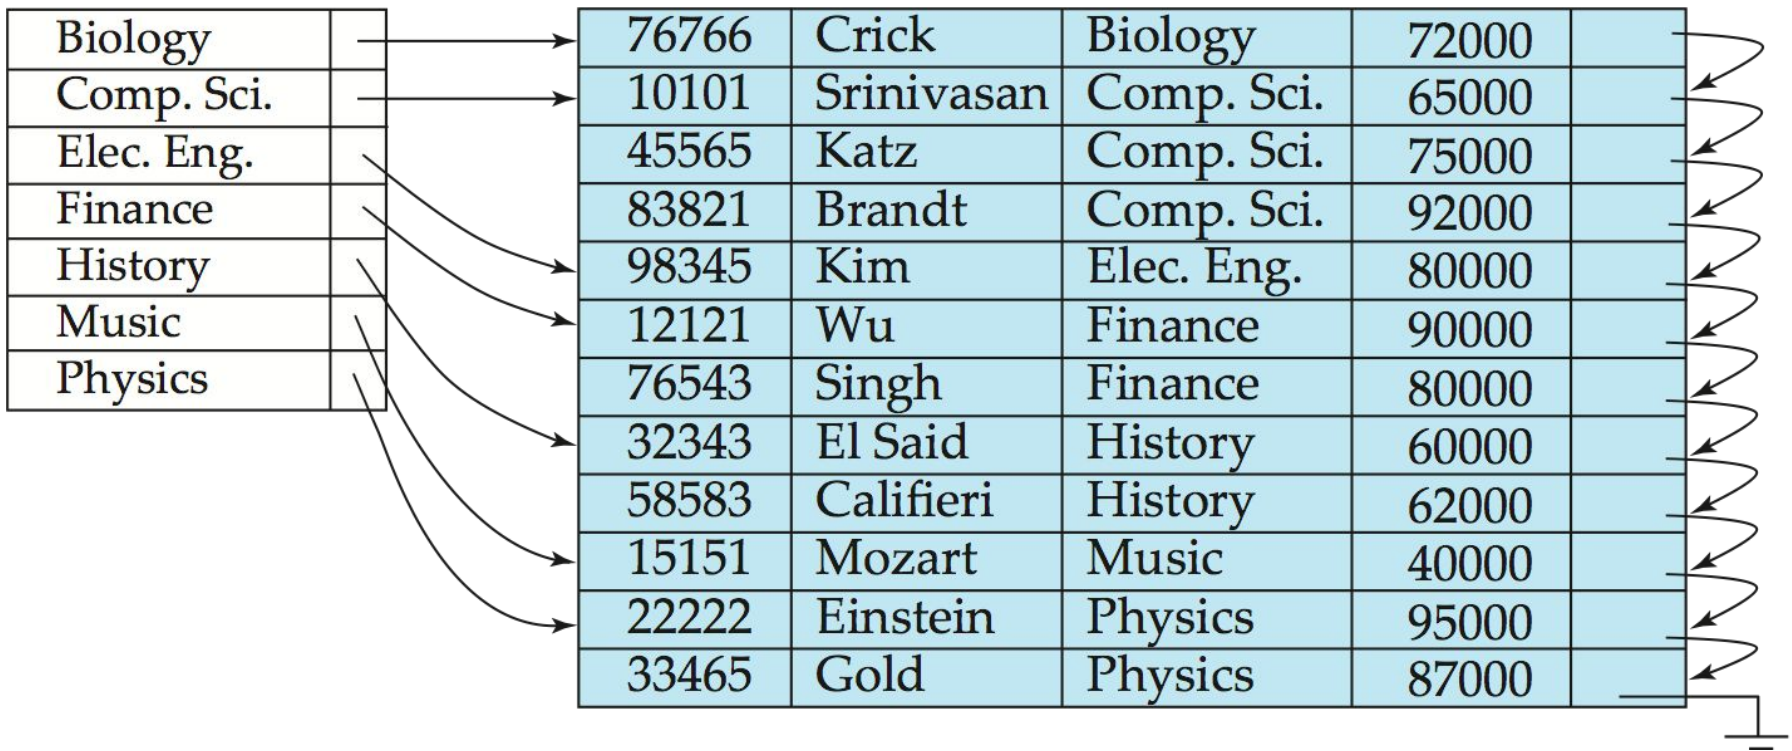 Biology
Comp. Sci.
Elec. Eng.
Finance
History
Music
Physics
76766 Crick Biology 72000
10101 Srinivasan Comp. Sci. 65000
45565 Katz Comp. Sci. 75000
83821 Brandt Comp. Sci. 92000
98345 Kim Elec. Eng. 80000
12121 Wu Finance 90000
76543 Singh Finance 80000
32343 El Said History 60000
58583 Califieri History 62000
15151 Mozart Music 40000
22222 Einstein Physics 95000
33465 Gold Physics 87000